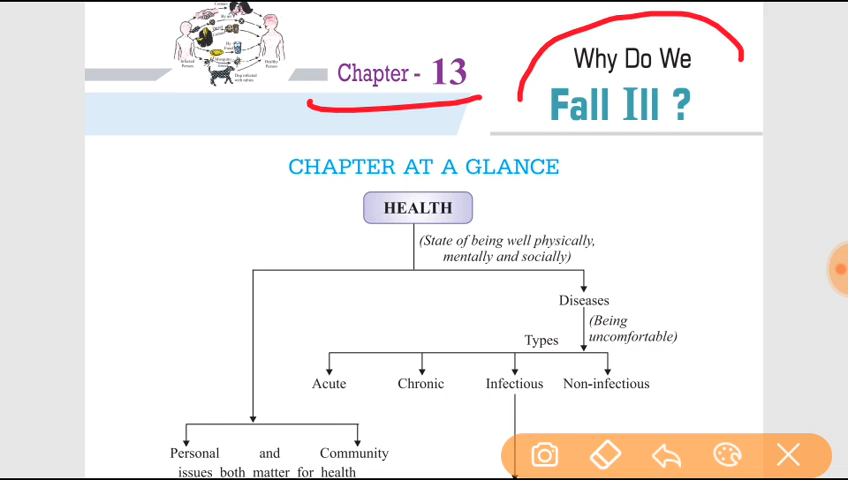 Chapter - 13
Why Do We
Fall Ill ?
CHAPTER AT A GLANCE
HEALTH
(State of being well physically,
mentally and socially)
Diseases
(Being
uncomfortable)
Types
Acute
Chronic
Infectious
Non-infectious
Personal and Community
issues both matter for health